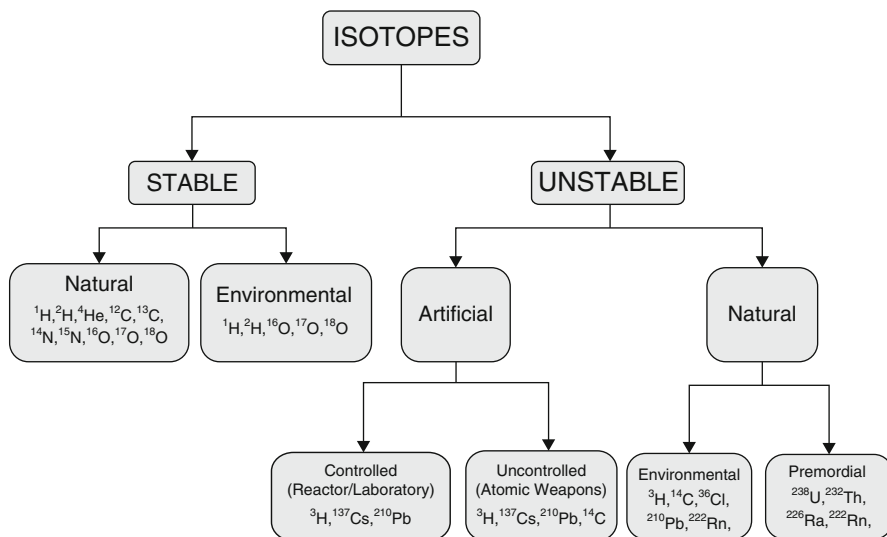 ISOTOPES
STABLE
UNSTABLE
Natural
¹H,²H,⁴He,¹²C,¹³C,
¹⁴N,¹⁵N,¹⁶O,¹⁷O,¹⁸O
Environmental
¹H,²H,¹⁶O,¹⁷O,¹⁸O
Artificial
Natural
Controlled
(Reactor/Laboratory)
³H,¹³⁷Cs,²¹⁰Pb
Uncontrolled
(Atomic Weapons)
³H,¹³⁷Cs,²¹⁰Pb,¹⁴C
Environmental
³H,¹⁴C,³⁶Cl,
²¹⁰Pb,²²²Rn,
Premordial
²³⁸U,²³²Th,
²²⁶Ra,²²²Rn,